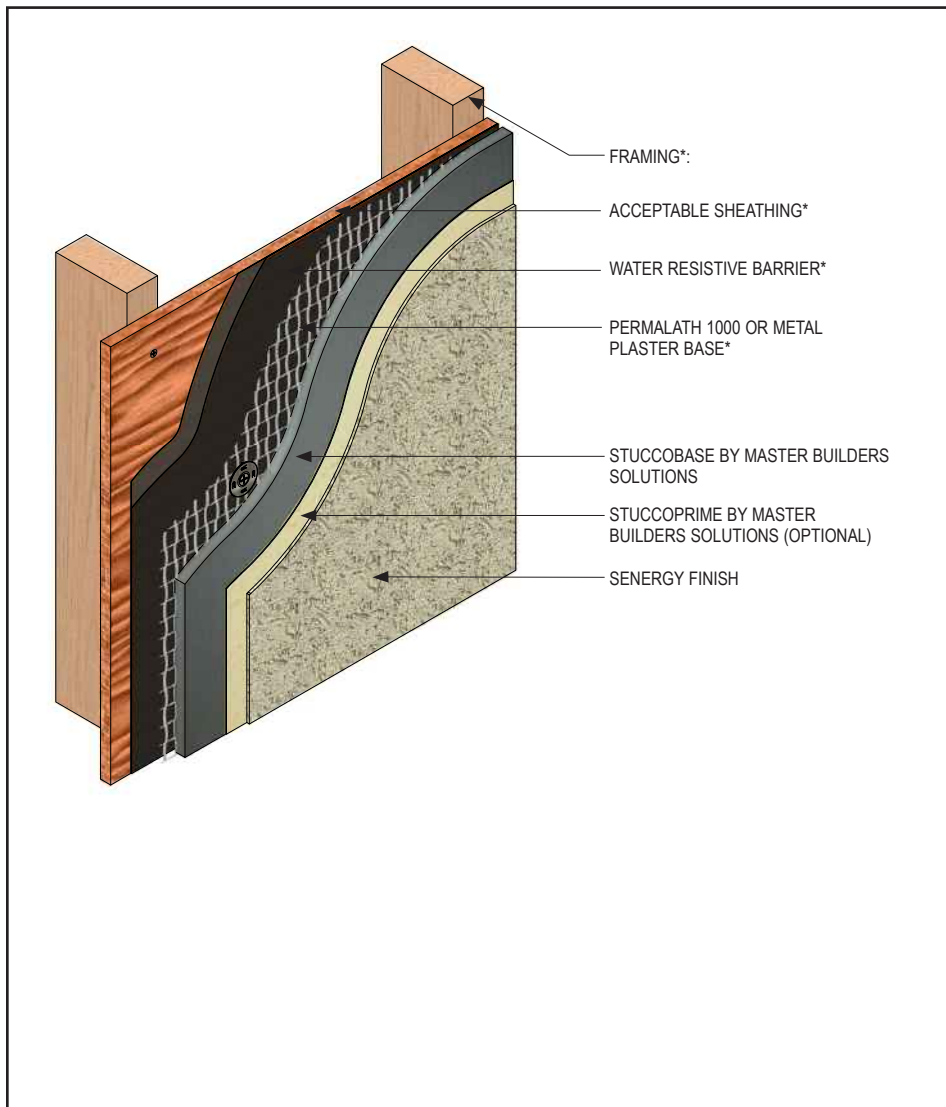 FRAMING*:
ACCEPTABLE SHEATHING*
WATER RESISTIVE BARRIER*
PERMALATH 1000 OR METAL
PLASTER BASE*
STUCCOBASE BY MASTER BUILDERS
SOLUTIONS
STUCCOPRIME BY MASTER
BUILDERS SOLUTIONS (OPTIONAL)
SENERGY FINISH